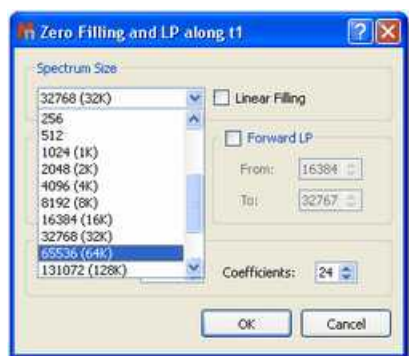 Zero Filling and LP along t1
Spectrum Size
32768 (32K)
Linear Filling
256
512
1024 (1K)
2048 (2K)
4096 (4K)
8192 (8K)
16384 (16K)
32768 (32K)
65536 (64K)
131072 (128K)
Forward LP
From: 16384
To: 32767
Coefficients: 24
OK
Cancel